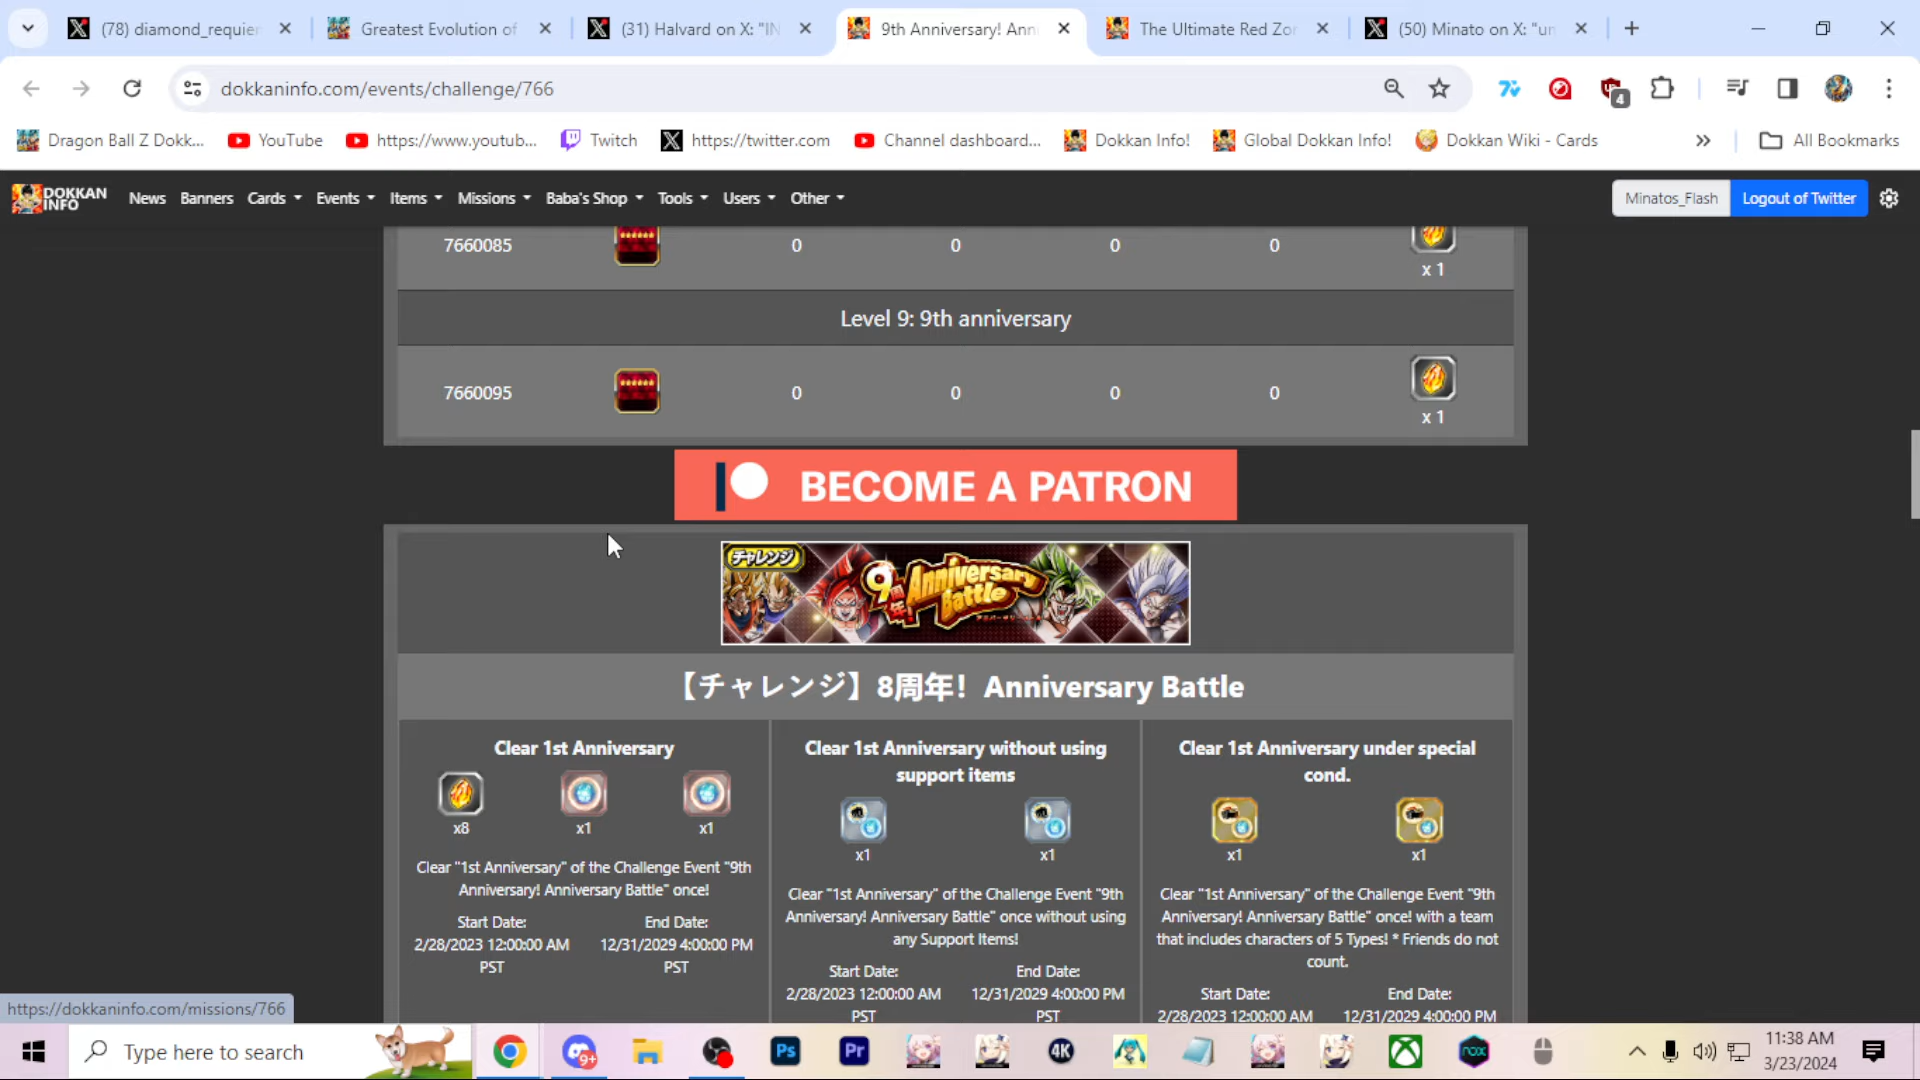 (78) diamond_requier
Greatest Evolution of
(31) Halvard on X: "IN
9th Anniversary! Ann
The Ultimate Red Zor
(50) Minato on X: "un
dokkaninfo.com/events/challenge/766
4
Dragon Ball Z Dokk...
YouTube
https://www.youtub...
Twitch
https://twitter.com
Channel dashboard...
Dokkan Info!
Global Dokkan Info!
Dokkan Wiki - Cards
All Bookmarks
DOKKAN INFO
News
Banners
Cards
Events
Items
Missions
Baba's Shop
Tools
Users
Other
Minatos_Flash
Logout of Twitter
7660085 0 0 0 0 x 1
Level 9: 9th anniversary
7660095 0 0 0 0 x 1
BECOME A PATRON
チャレンジ
9周年!
Anniversary
Battle
【チャレンジ】8周年! Anniversary Battle
Clear 1st Anniversary
x8 x1 x1
Clear "1st Anniversary" of the Challenge Event "9th
Anniversary! Anniversary Battle" once!
Start Date: End Date:
2/28/2023 12:00:00 AM 12/31/2029 4:00:00 PM
PST PST
Clear 1st Anniversary without using
support items
x1 x1
Clear "1st Anniversary" of the Challenge Event "9th
Anniversary! Anniversary Battle" once without using
any Support Items!
Start Date: End Date:
2/28/2023 12:00:00 AM 12/31/2029 4:00:00 PM
PST PST
Clear 1st Anniversary under special
cond.
x1 x1
Clear "1st Anniversary" of the Challenge Event "9th
Anniversary! Anniversary Battle" once! with a team
that includes characters of 5 Types! * Friends do not
count.
Start Date: End Date:
2/28/2023 12:00:00 AM 12/31/2029 4:00:00 PM
https://dokkaninfo.com/missions/766
Type here to search
9+
Ps
Pr
4K
nox
11:38 AM
3/23/2024